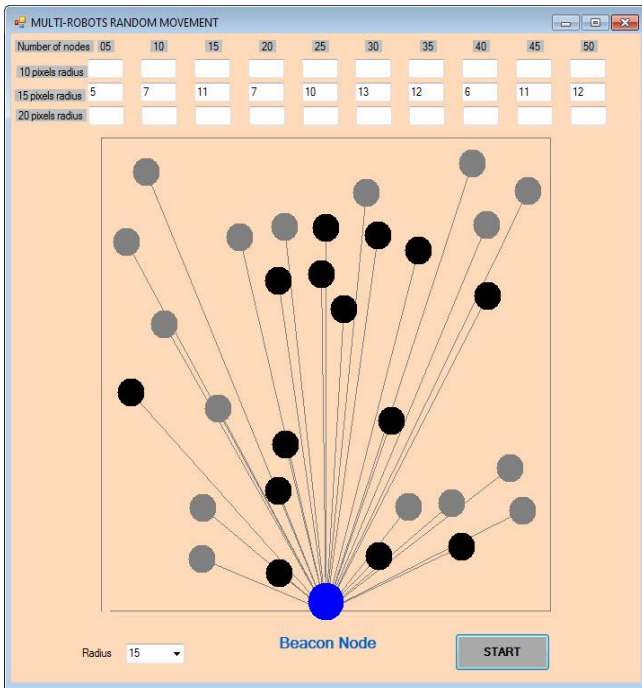 MULTI-ROBOTS RANDOM MOVEMENT
Number of nodes 05 10 15 20 25 30 35 40 45 50
10 pixels radius
15 pixels radius 5 7 11 7 10 13 12 6 11 12
20 pixels radius
Beacon Node
Radius 15 START